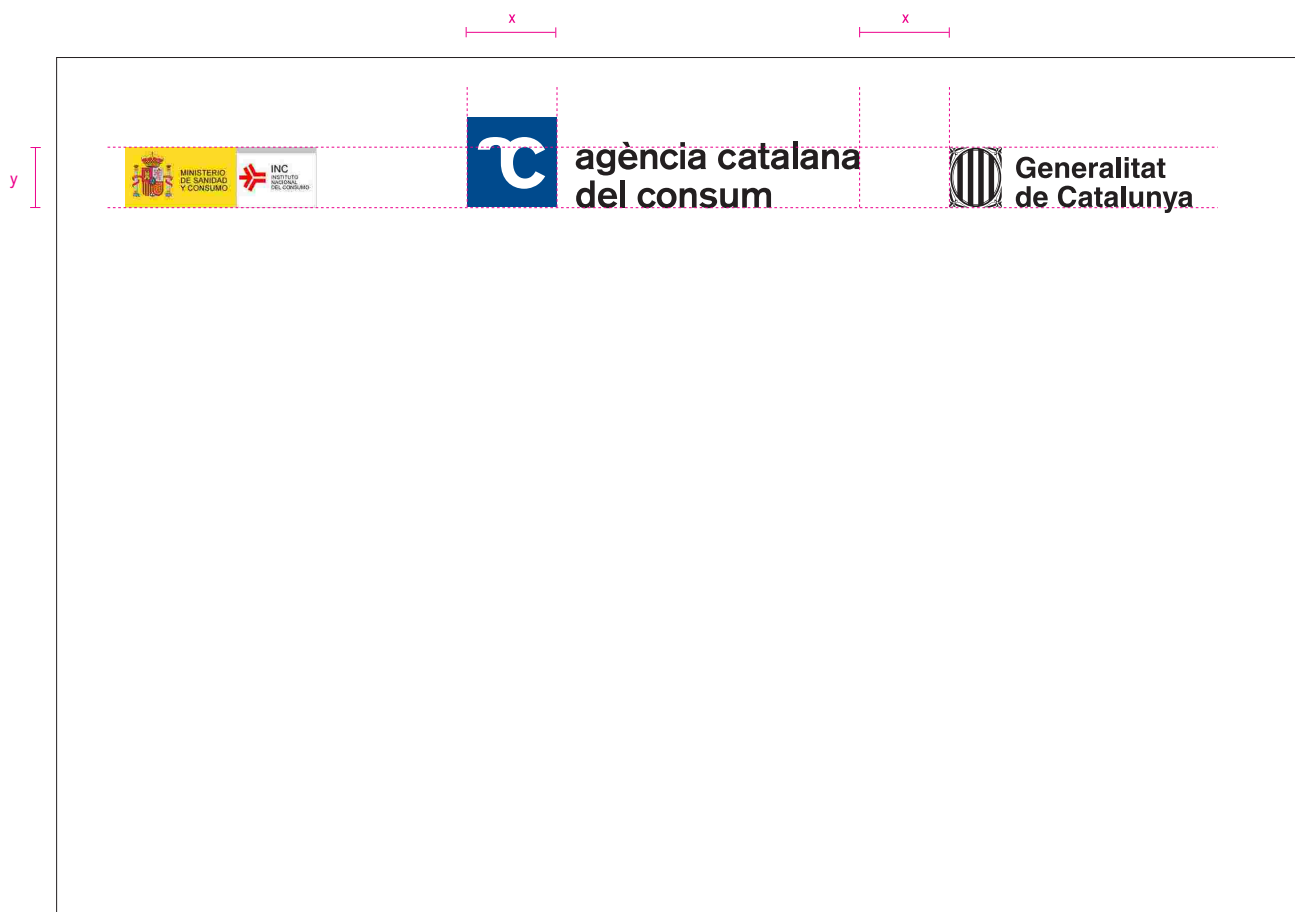 x
x
y
MINISTERIO
DE SANIDAD
Y CONSUMO
INC
INSTITUTO
NACIONAL
DEL CONSUMO
agència catalana
del consum
Generalitat
de Catalunya